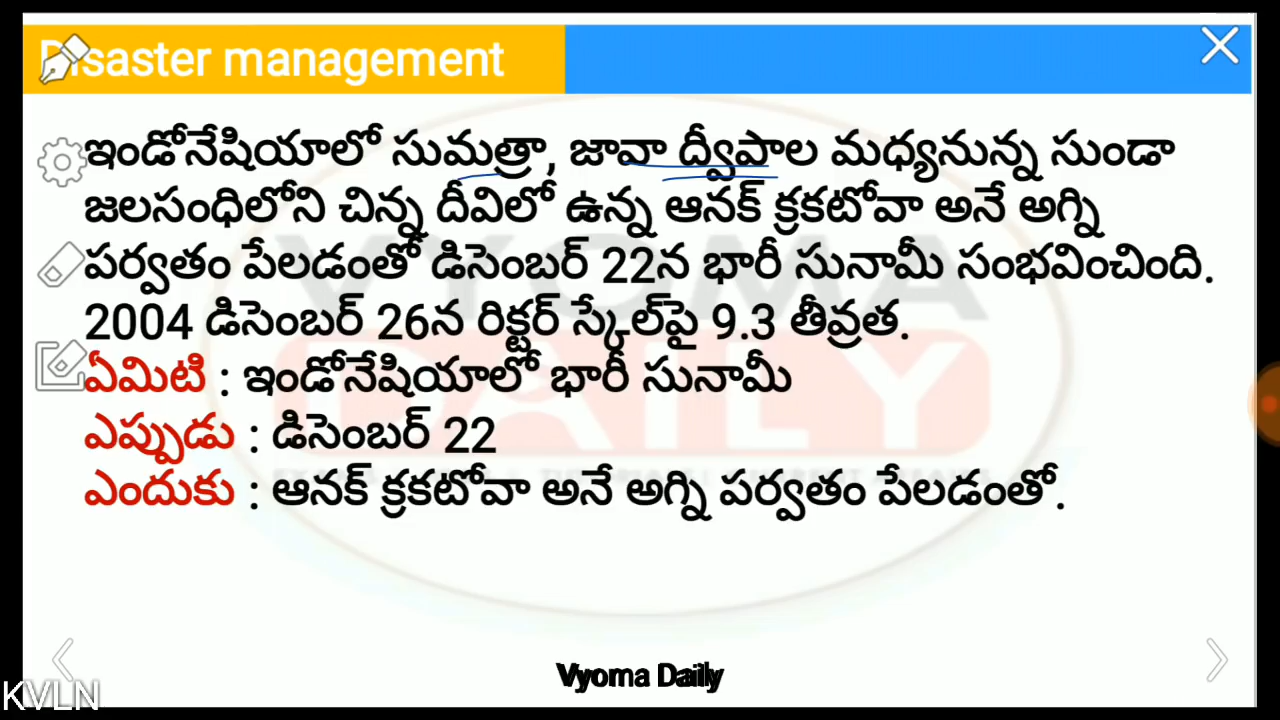 Disaster management
ఇండోనేషియాలో సుమత్రా, జావా ద్వీపాల మధ్యనున్న సుండా
జలసంధిలోని చిన్న దీవిలో ఉన్న ఆనక్ క్రకటోవా అనే అగ్ని
పర్వతం పేలడంతో డిసెంబర్ 22న భారీ సునామీ సంభవించింది.
2004 డిసెంబర్ 26న రిక్టర్ స్కేల్‌పై 9.3 తీవ్రత.
ఏమిటి : ఇండోనేషియాలో భారీ సునామీ
ఎప్పుడు : డిసెంబర్ 22
ఎందుకు : ఆనక్ క్రకటోవా అనే అగ్ని పర్వతం పేలడంతో.
VYOMA
DAILY
Vyoma Daily
KVLN